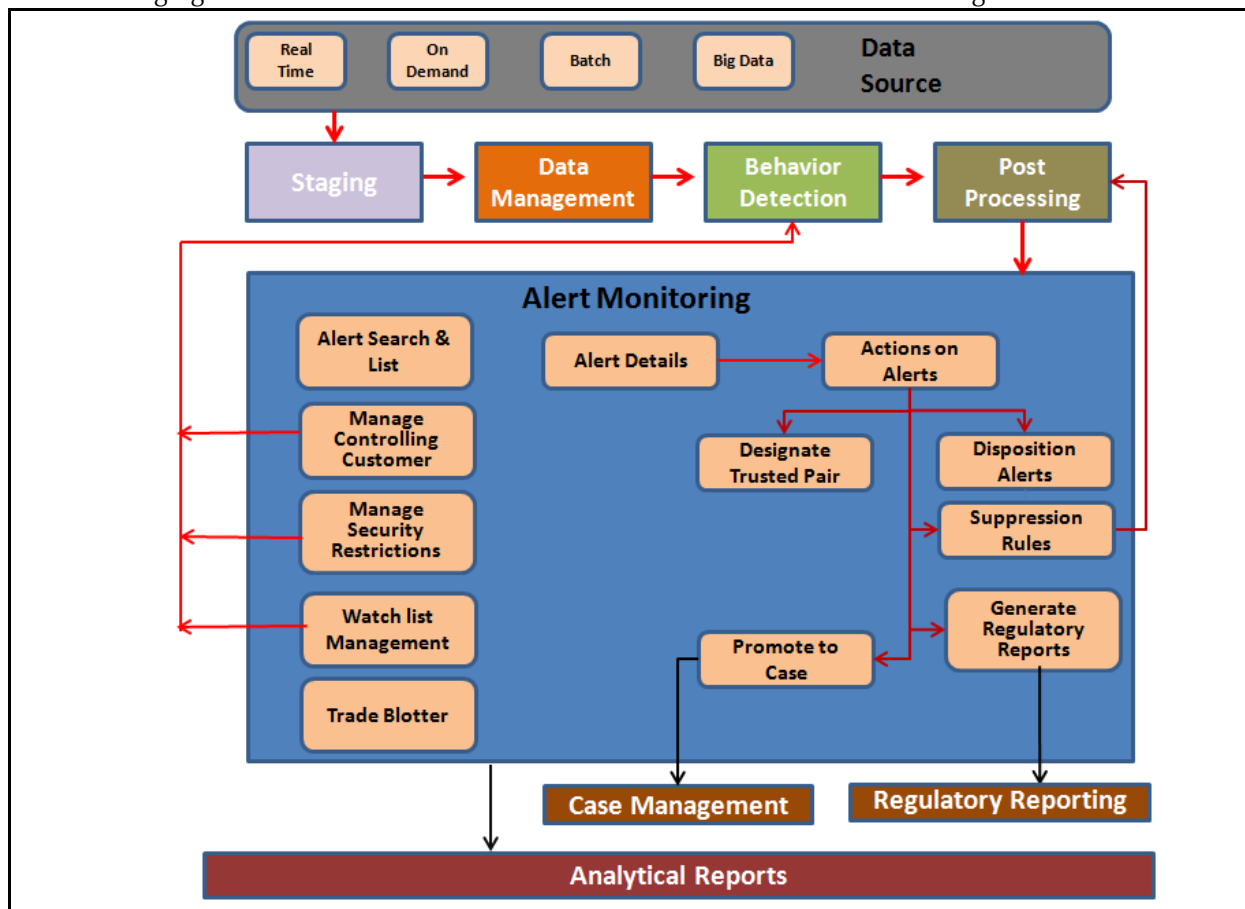 Real
Time
On
Demand
Batch
Big Data
Data
Source
Staging
Data
Management
Behavior
Detection
Post
Processing
Alert Monitoring
Alert Search &
List
Alert Details
Actions on
Alerts
Manage
Controlling
Customer
Designate
Trusted Pair
Disposition
Alerts
Manage
Security
Restrictions
Suppression
Rules
Watch list
Management
Generate
Regulatory
Reports
Promote to
Case
Trade Blotter
Case Management
Regulatory Reporting
Analytical Reports